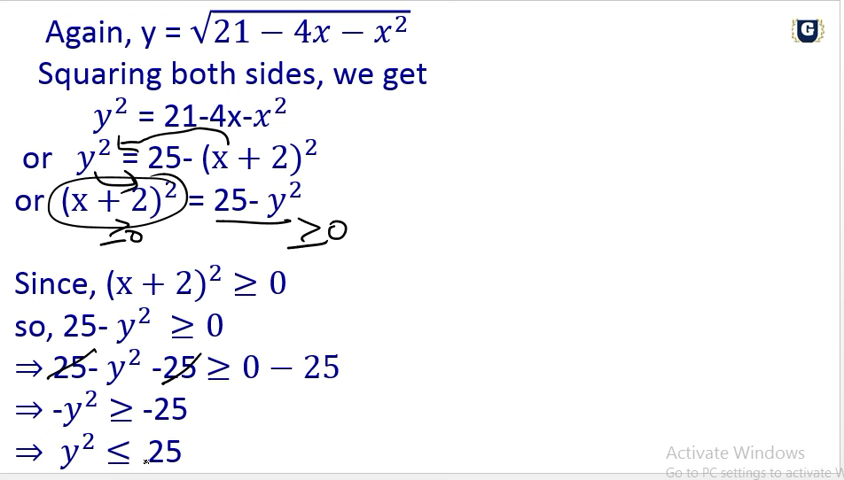 Again, y = √21 − 4x − x²
G
Squaring both sides, we get
y² = 21-4x-x²
or y² = 25- (x + 2)²
or (x + 2)² = 25- y²
≥0 ≥0
Since, (x + 2)² ≥ 0
so, 25- y² ≥ 0
⇒ 25- y² -25 ≥ 0 − 25
⇒ -y² ≥ -25
⇒ y² ≤ 25
Activate Windows
Go to PC settings to activate W